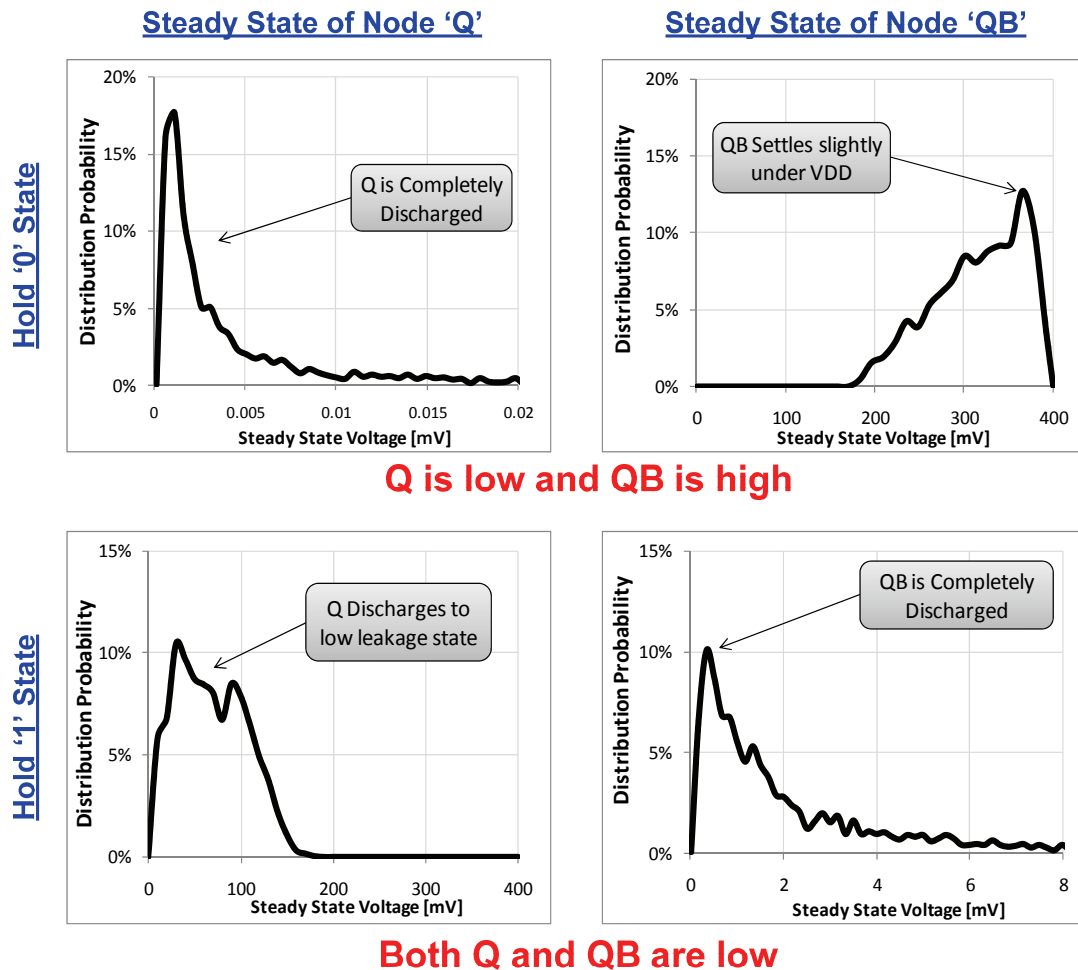 Steady State of Node ‘Q’
Steady State of Node ‘QB’
Hold ‘0’ State
Distribution Probability
20%
15%
10%
5%
0%
Q is Completely
Discharged
0
0.005
0.01
0.015
0.02
Steady State Voltage [mV]
Distribution Probability
20%
15%
10%
5%
0%
QB Settles slightly
under VDD
0
100
200
300
400
Steady State Voltage [mV]
Q is low and QB is high
Hold ‘1’ State
Distribution Probability
15%
10%
5%
0%
Q Discharges to
low leakage state
0
100
200
300
400
Steady State Voltage [mV]
Distribution Probability
15%
10%
5%
0%
QB is Completely
Discharged
0
2
4
6
8
Steady State Voltage [mV]
Both Q and QB are low